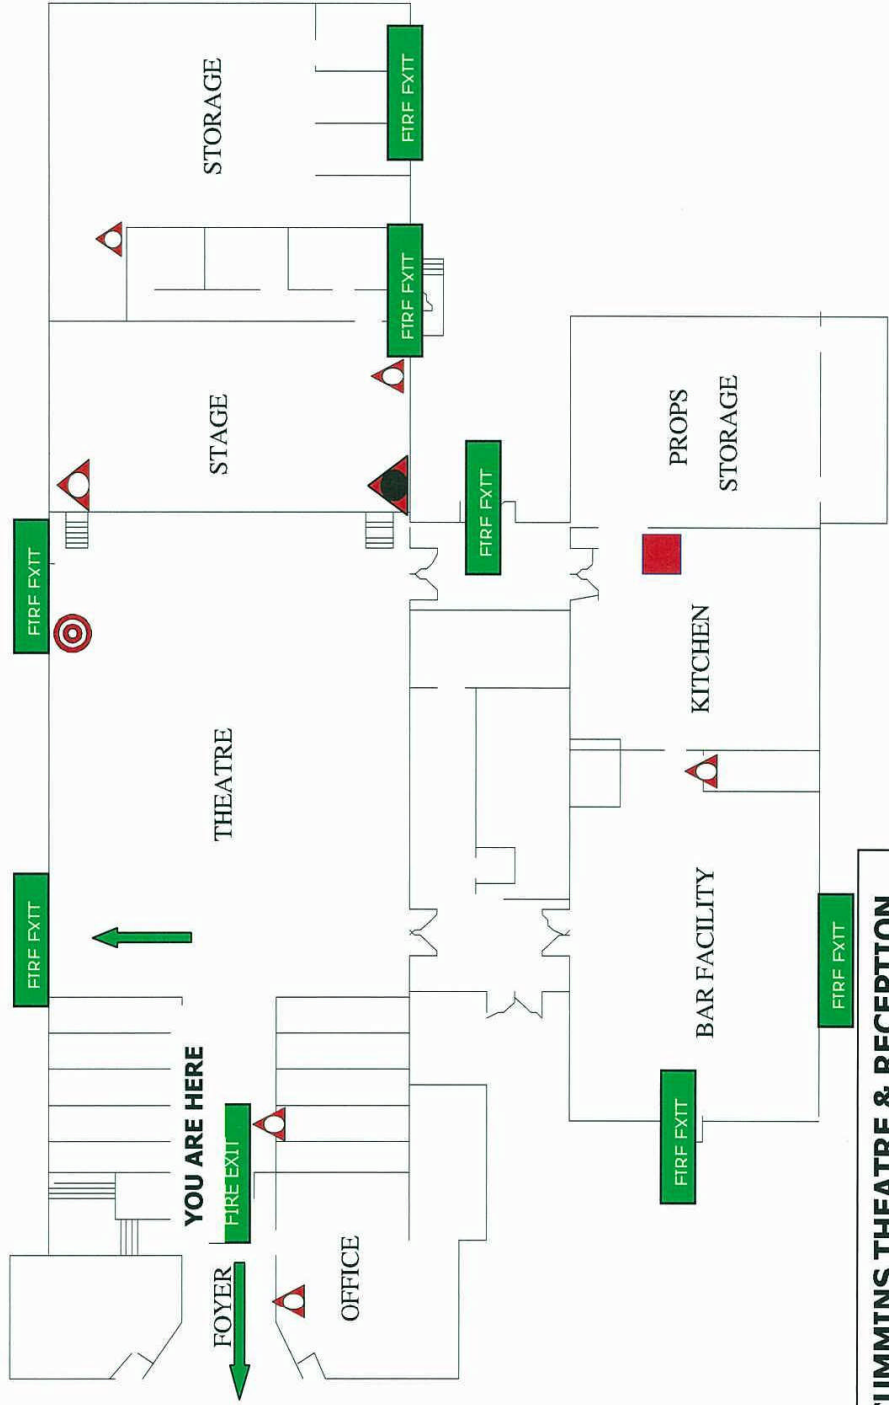 FIRE EXIT
FIRE EXIT
YOU ARE HERE
FOYER
THEATRE
STAGE
STORAGE
FIRE EXIT
OFFICE
FIRE EXIT
FIRE EXIT
FIRE EXIT
FIRE EXIT
BAR FACILITY
KITCHEN
PROPS
STORAGE
FIRE EXIT
CUMMINS THEATRE & RECEPTION